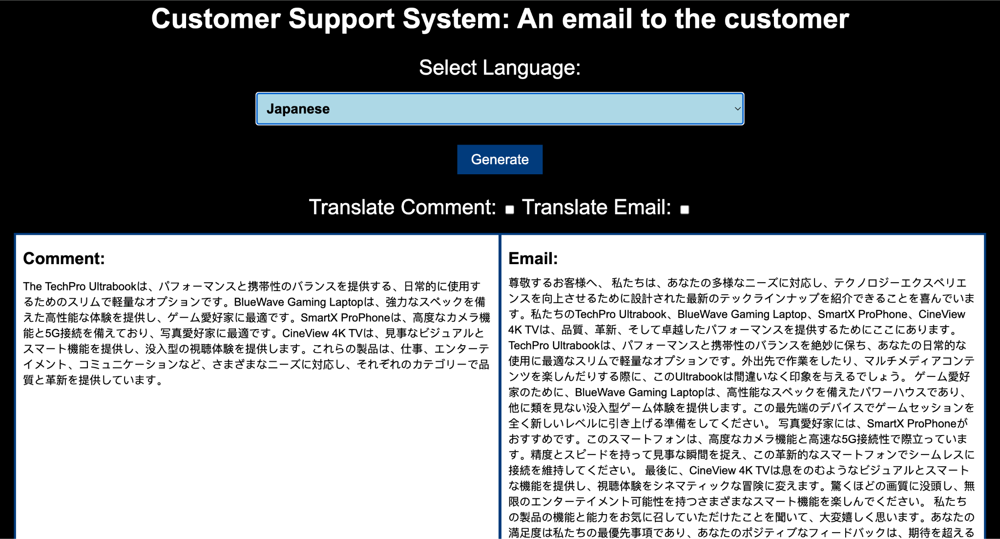 Customer Support System: An email to the customer
Select Language:
Japanese
Generate
Translate Comment: Translate Email:
Comment:
The TechPro Ultrabookは、パフォーマンスと携帯性のバランスを提供する、日常的に使用す
るためのスリムで軽量なオプションです。BlueWave Gaming Laptopは、強力なスペックを備
えた高性能な体験を提供し、ゲーム愛好家に最適です。SmartX ProPhoneは、高度なカメラ機
能と5G接続を備えており、写真愛好家に最適です。CineView 4K TVは、見事なビジュアルと
スマート機能を提供し、没入型の視聴体験を提供します。これらの製品は、仕事、エンターテ
イメント、コミュニケーションなど、さまざまなニーズに対応し、それぞれのカテゴリーで品
質と革新を提供しています。
Email:
尊敬するお客様へ、 私たちは、あなたの多様なニーズに対応し、テクノロジーエクスペリエ
ンスを向上させるために設計された最新のテックラインナップを紹介できることを喜んでいま
す。私たちのTechPro Ultrabook、BlueWave Gaming Laptop、SmartX ProPhone、CineView
4K TVは、品質、革新、そして卓越したパフォーマンスを提供するためにここにあります。
TechPro Ultrabookは、パフォーマンスと携帯性のバランスを絶妙に保ち、あなたの日常的な
使用に最適なスリムで軽量なオプションです。外出先で作業をしたり、マルチメディアコンテ
ンツを楽しんだりする際に、このUltrabookは間違いなく印象を与えるでしょう。 ゲーム愛好
家のために、BlueWave Gaming Laptopは、高性能なスペックを備えたパワーハウスであり、
他に類を見ない没入型ゲーム体験を提供します。この最先端のデバイスでゲームセッションを
全く新しいレベルに引き上げる準備をしてください。 写真愛好家には、SmartX ProPhoneが
おすすめです。このスマートフォンは、高度なカメラ機能と高速な5G接続性で際立っていま
す。精度とスピードを持って見事な瞬間を捉え、この革新的なスマートフォンでシームレスに
接続を維持してください。 最後に、CineView 4K TVは息をのむようなビジュアルとスマート
な機能を提供し、視聴体験をシネマティックな冒険に変えます。驚くほどの画質に没頭し、無
限のエンターテイメント可能性を持つさまざまなスマート機能を楽しんでください。 私たち
の製品の機能と能力をお気に召していただけたことを聞いて、大変嬉しく思います。あなたの
満足度は私たちの最優先事項であり、あなたのポジティブなフィードバックは、期待を超える